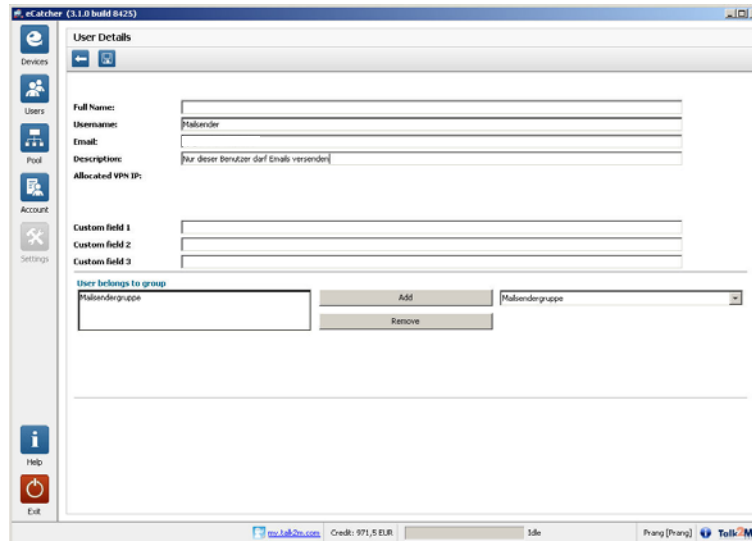 eCatcher (3.1.0 build 8425)
User Details
Devices
Users
Pool
Account
Settings
Full Name:
Username: Mailsender
Email:
Description: Nur dieser Benutzer darf Emails versenden
Allocated VPN IP:
Custom field 1
Custom field 2
Custom field 3
User belongs to group
Mailsendergruppe Add Mailsendergruppe
Remove
Help
Exit
my.talk2m.com Credit: 971,5 EUR Idle Prang [Prang] Talk2M